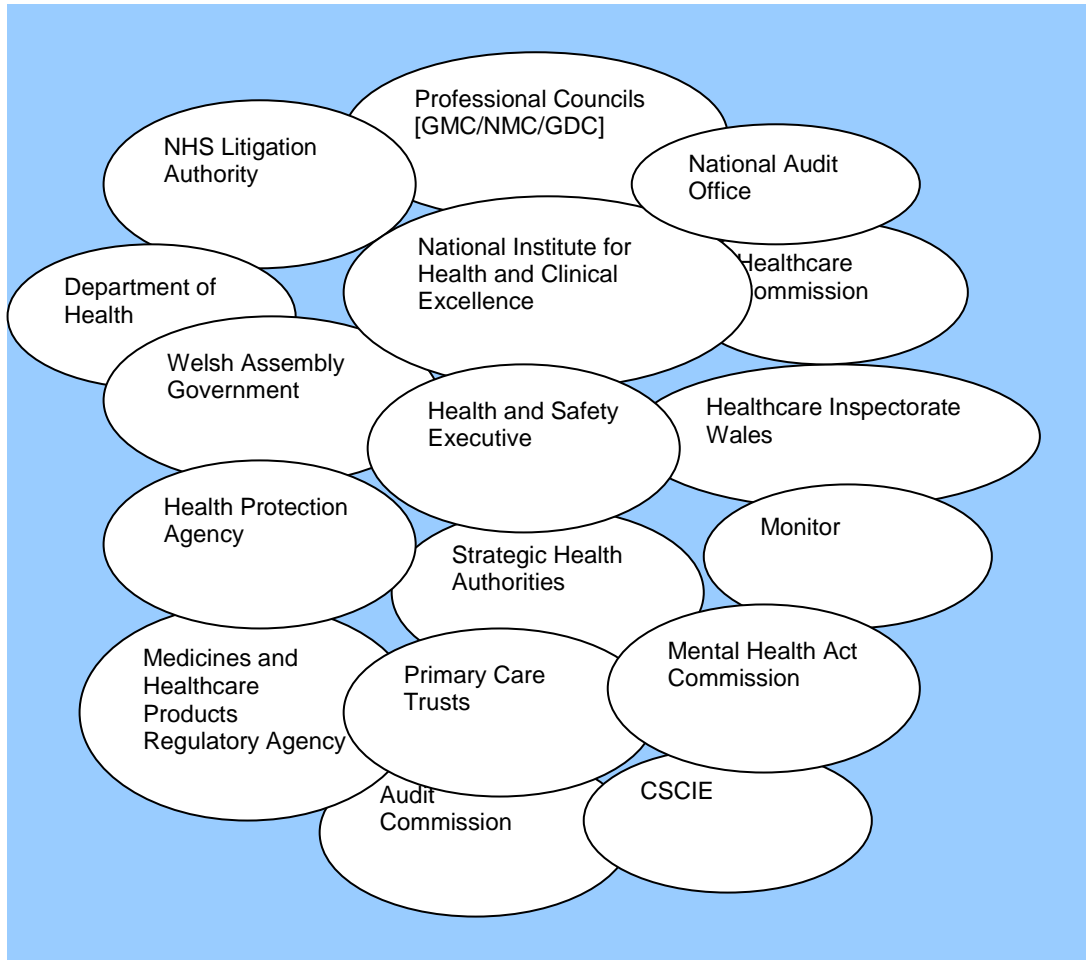 Professional Councils
[GMC/NMC/GDC]
NHS Litigation
Authority
National Audit
Office
National Institute for
Health and Clinical
Excellence
Healthcare
Commission
Department of
Health
Welsh Assembly
Government
Health and Safety
Executive
Healthcare Inspectorate
Wales
Health Protection
Agency
Monitor
Strategic Health
Authorities
Mental Health Act
Commission
Medicines and
Healthcare
Products
Regulatory Agency
Primary Care
Trusts
Audit
Commission
CSCIE